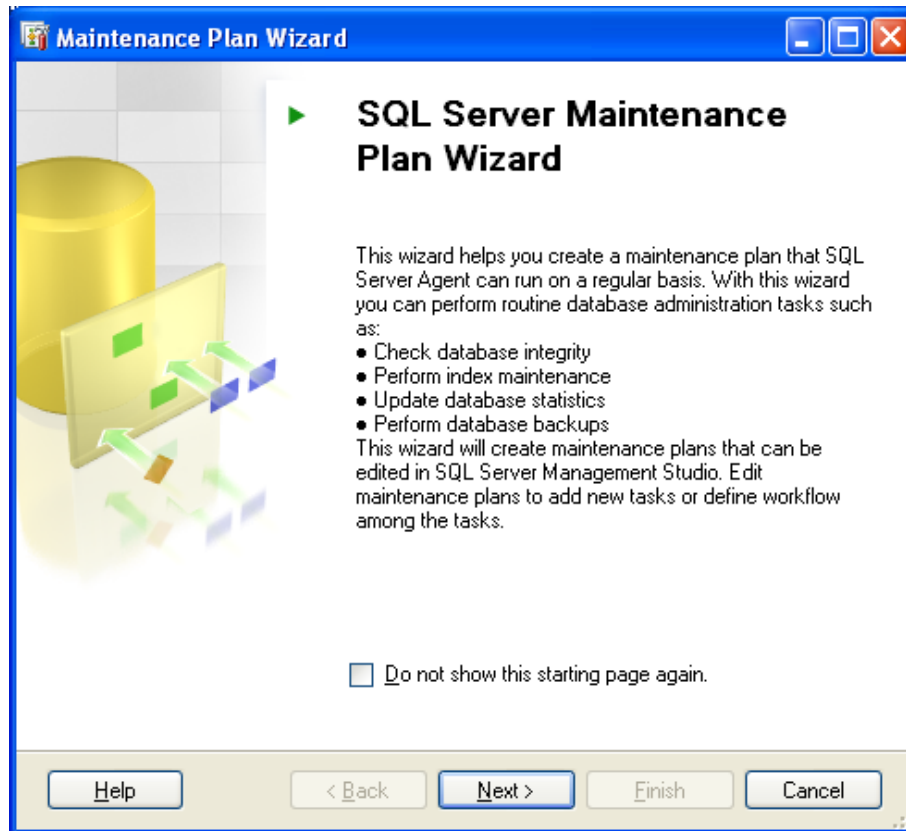 Maintenance Plan Wizard
SQL Server Maintenance
Plan Wizard
This wizard helps you create a maintenance plan that SQL
Server Agent can run on a regular basis. With this wizard
you can perform routine database administration tasks such
as:
● Check database integrity
● Perform index maintenance
● Update database statistics
● Perform database backups
This wizard will create maintenance plans that can be
edited in SQL Server Management Studio. Edit
maintenance plans to add new tasks or define workflow
among the tasks.
Do not show this starting page again.
Help < Back Next > Finish Cancel